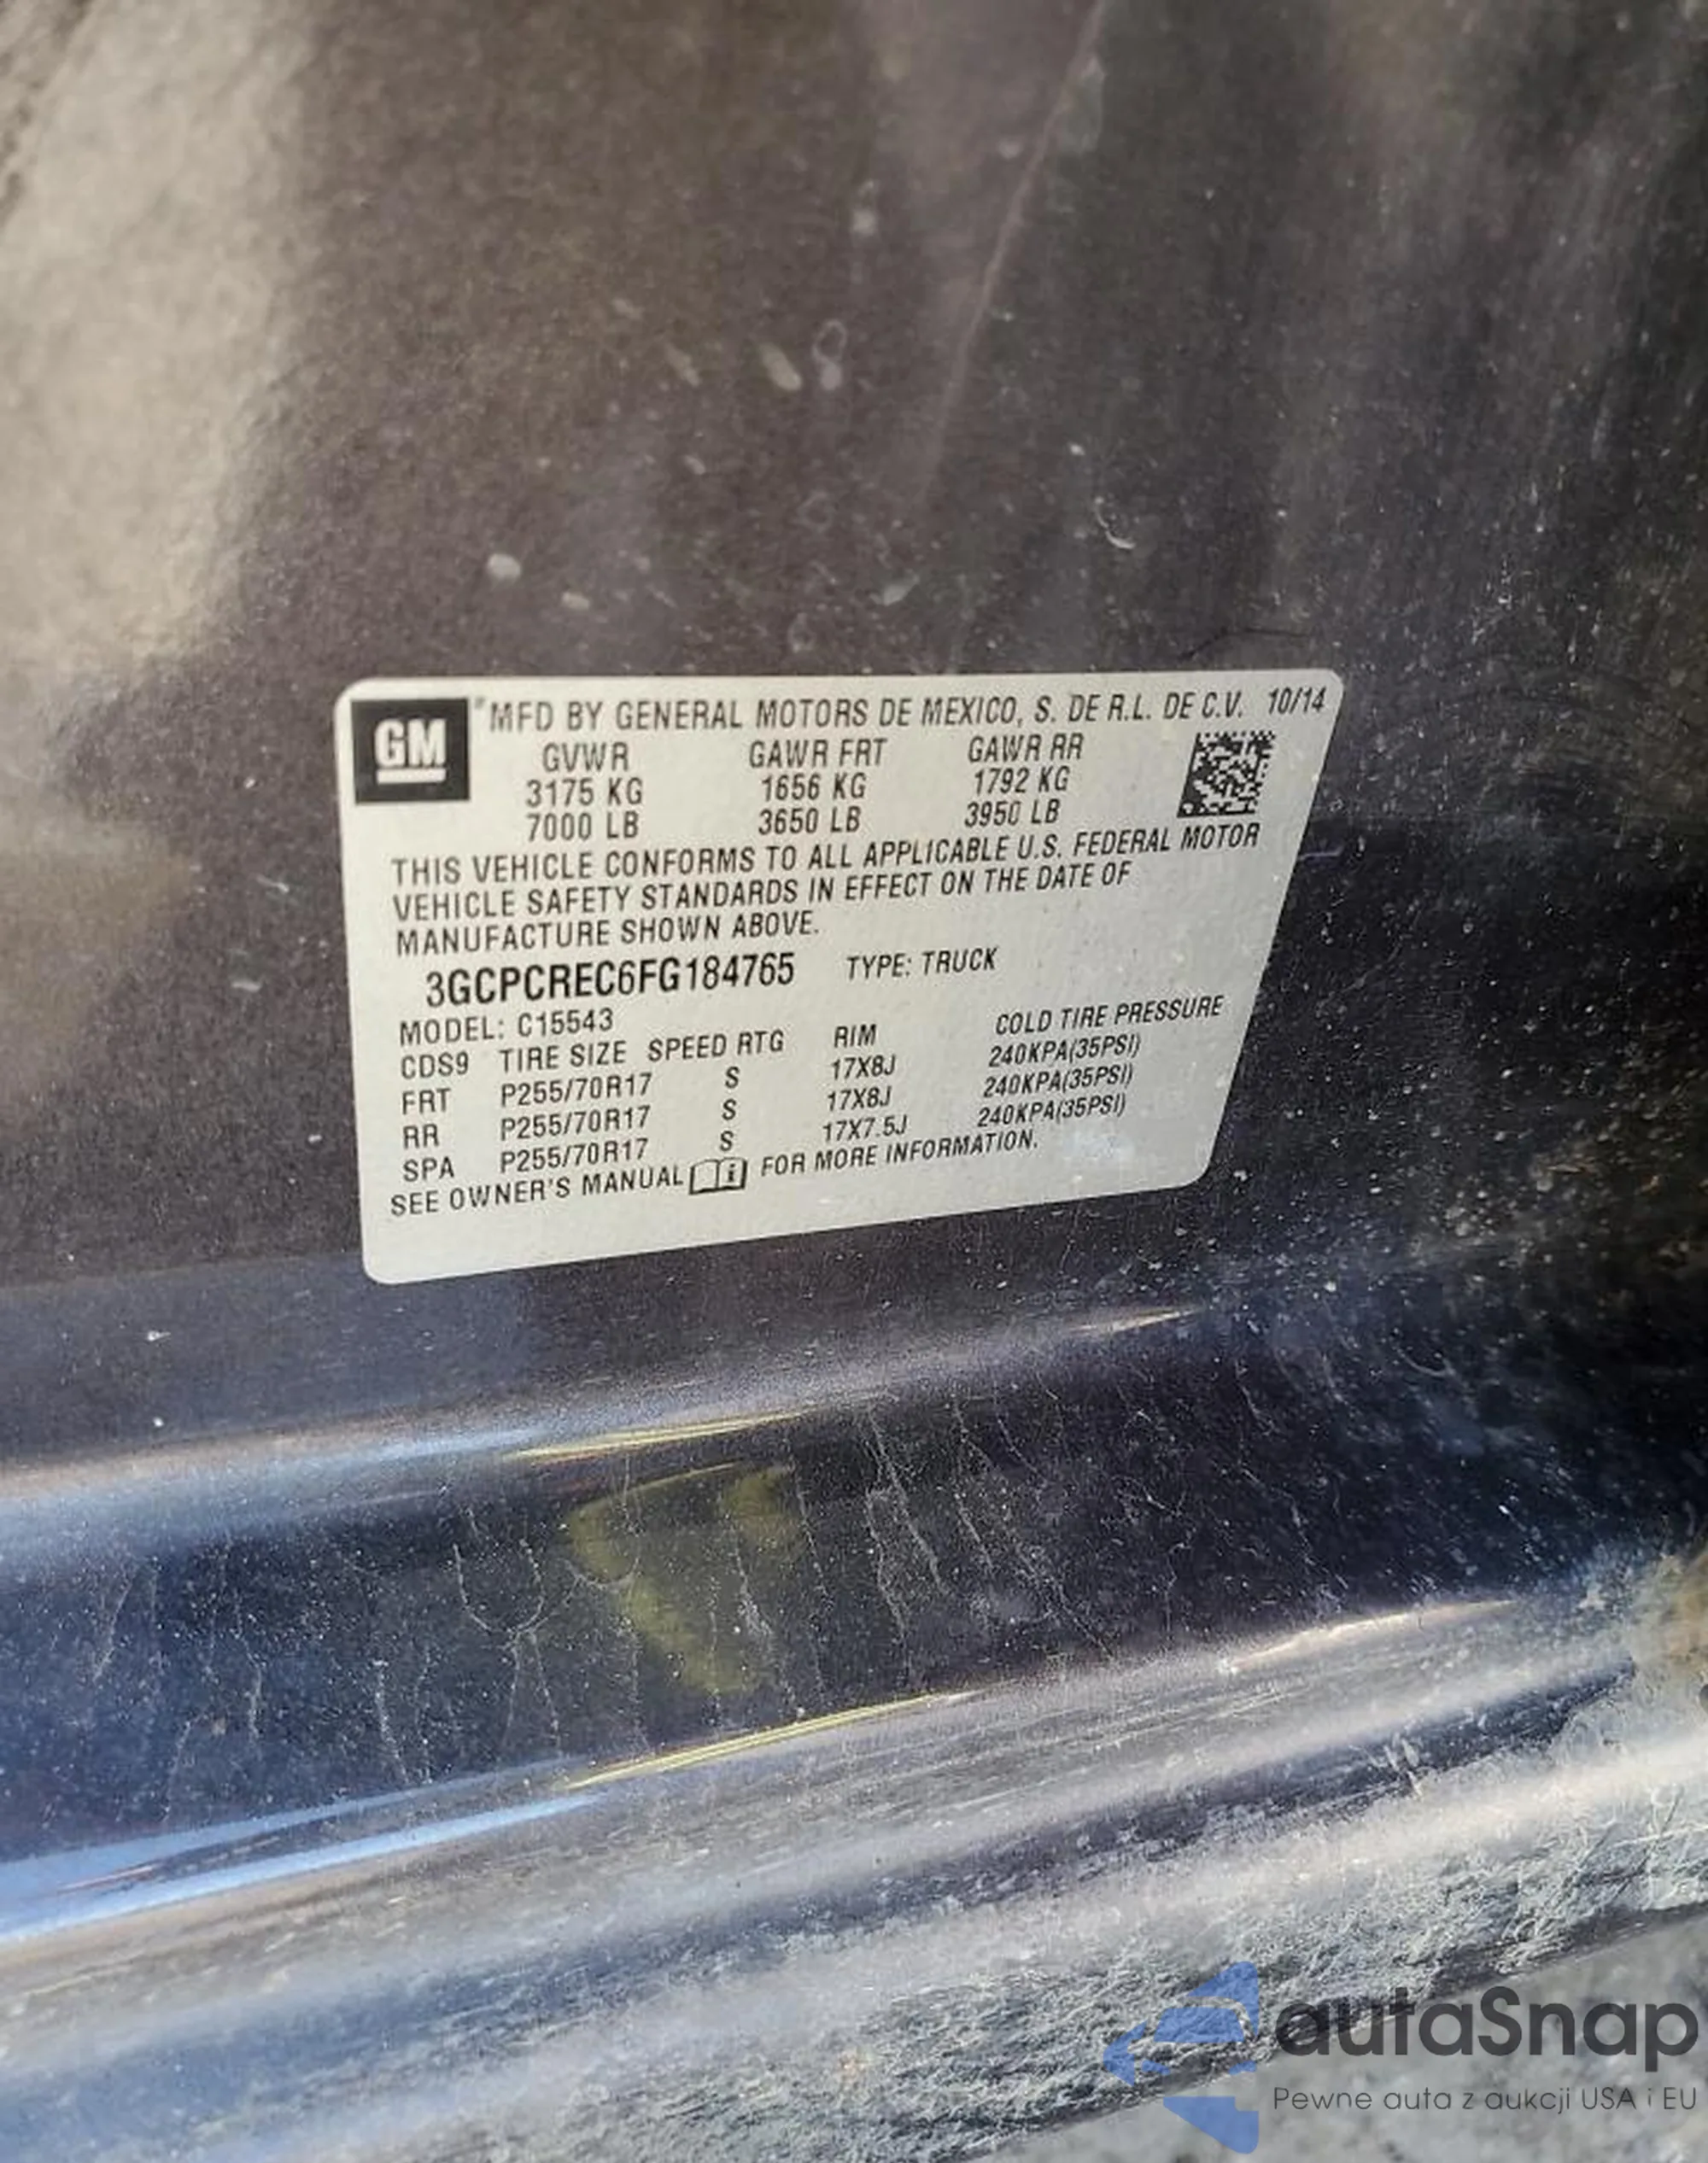 GM
MFD BY GENERAL MOTORS DE MEXICO, S. DE R.L. DE C.V. 10/14
GVWR GAWR FRT GAWR RR
3175 KG 1656 KG 1792 KG
7000 LB 3650 LB 3950 LB
THIS VEHICLE CONFORMS TO ALL APPLICABLE U.S. FEDERAL MOTOR
VEHICLE SAFETY STANDARDS IN EFFECT ON THE DATE OF
MANUFACTURE SHOWN ABOVE.
3GCPCREC6FG184765 TYPE: TRUCK
MODEL: C15543
CDS9 TIRE SIZE SPEED RTG RIM COLD TIRE PRESSURE
FRT P255/70R17 S 17X8J 240KPA(35PSI)
RR P255/70R17 S 17X8J 240KPA(35PSI)
SPA P255/70R17 S 17X7.5J 240KPA(35PSI)
SEE OWNER'S MANUAL i FOR MORE INFORMATION.
autaSnap
Pewne auta z aukcji USA i EU